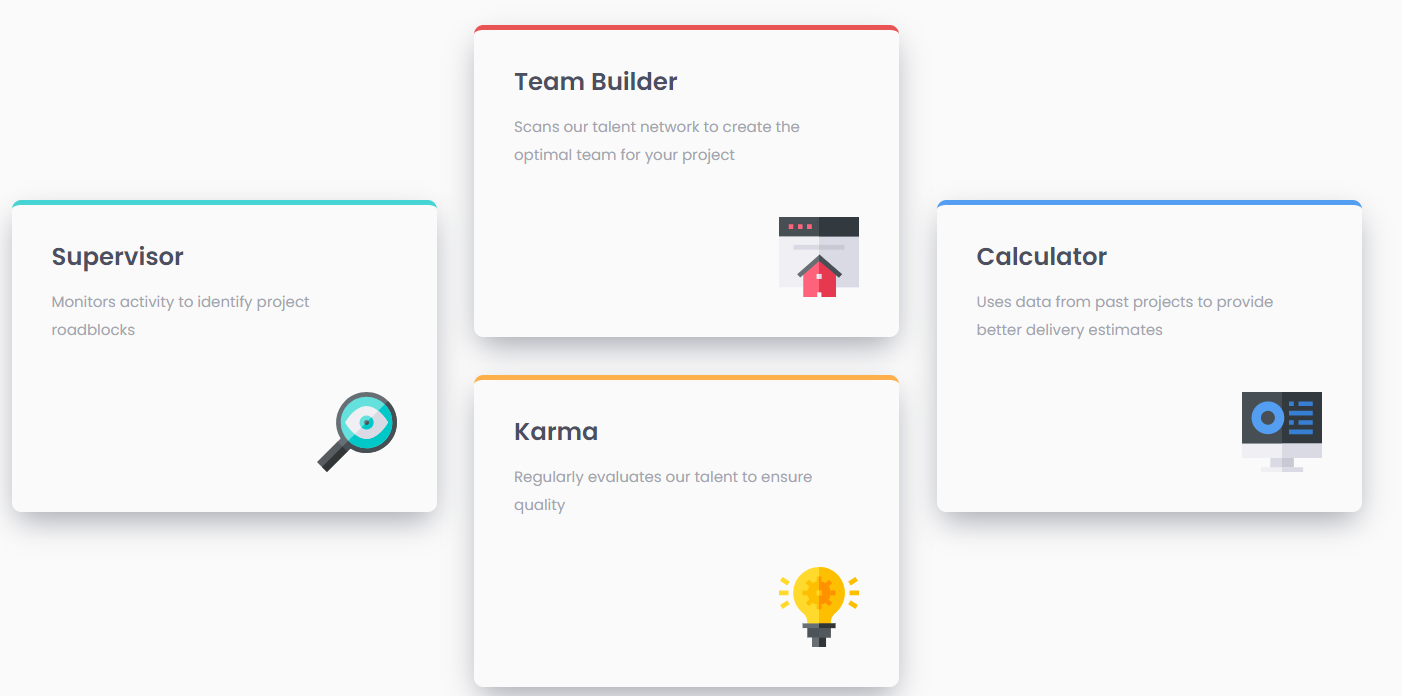 Team Builder
Scans our talent network to create the
optimal team for your project
Supervisor
Monitors activity to identify project
roadblocks
Calculator
Uses data from past projects to provide
better delivery estimates
Karma
Regularly evaluates our talent to ensure
quality